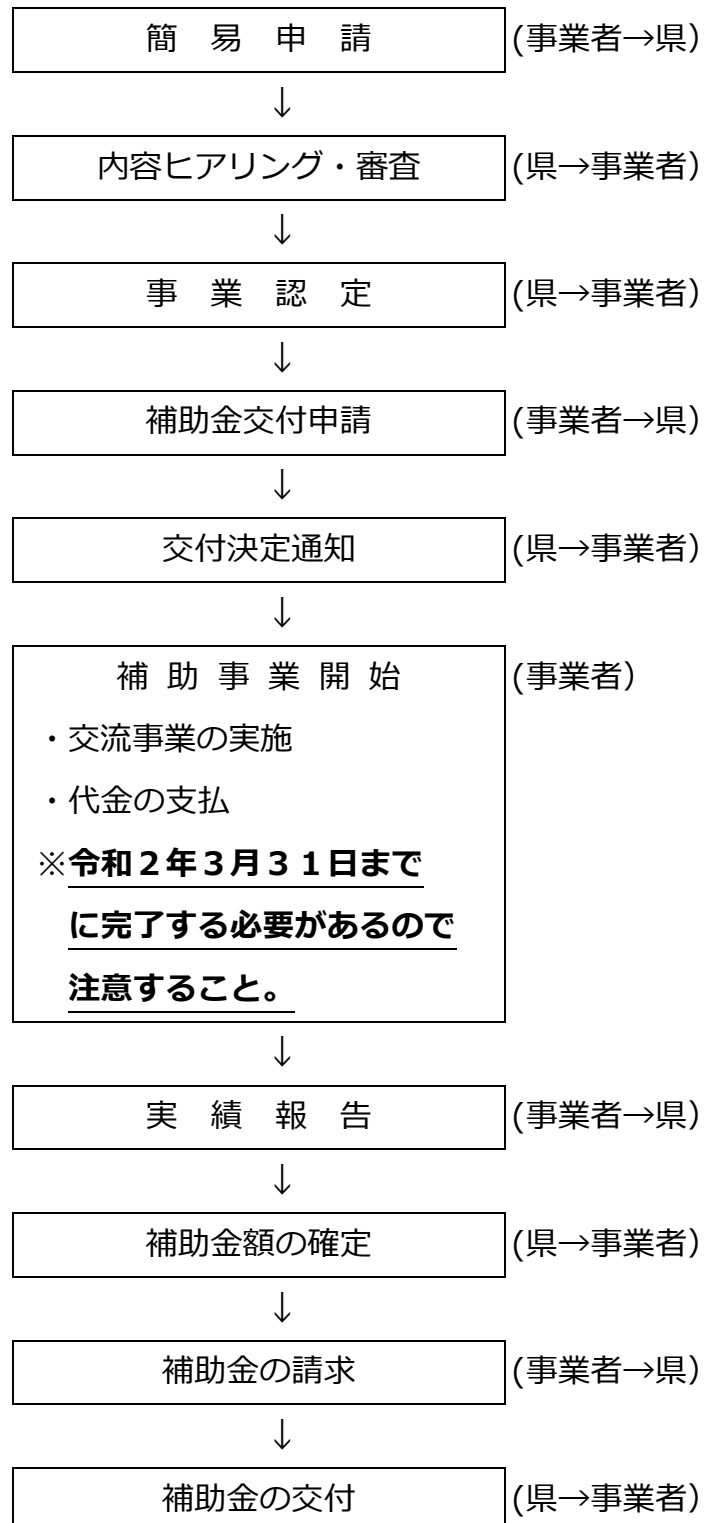 簡　易　申　請 (事業者→県）
↓
内容ヒアリング・審査 (県→事業者）
↓
事　業　認　定 (県→事業者）
↓
補助金交付申請 (事業者→県）
↓
交付決定通知 (県→事業者）
↓
補 助 事 業 開 始 (事業者）
・交流事業の実施
・代金の支払
※令和２年３月３１日まで
に完了する必要があるので
注意すること。
↓
実　績　報　告 (事業者→県）
↓
補助金額の確定 (県→事業者）
↓
補助金の請求 (事業者→県）
↓
補助金の交付 (県→事業者）